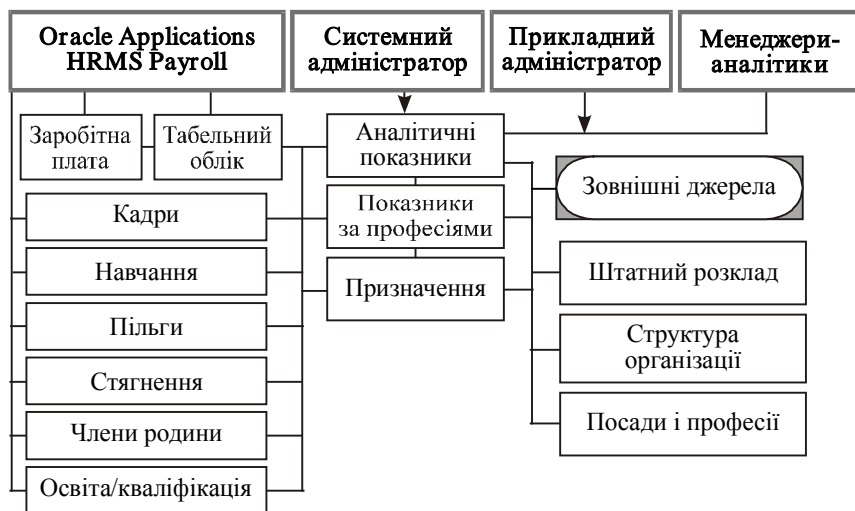 Oracle Applications
HRMS Payroll
Системний
адміністратор
Прикладний
адміністратор
Менеджери-
аналітики
Заробітна
плата
Табельний
облік
Аналітичні
показники
Зовнішні джерела
Кадри
Показники
за професіями
Навчання
Призначення
Штатний розклад
Пільги
Структура
організації
Стягнення
Члени родини
Посади і професії
Освіта/кваліфікація